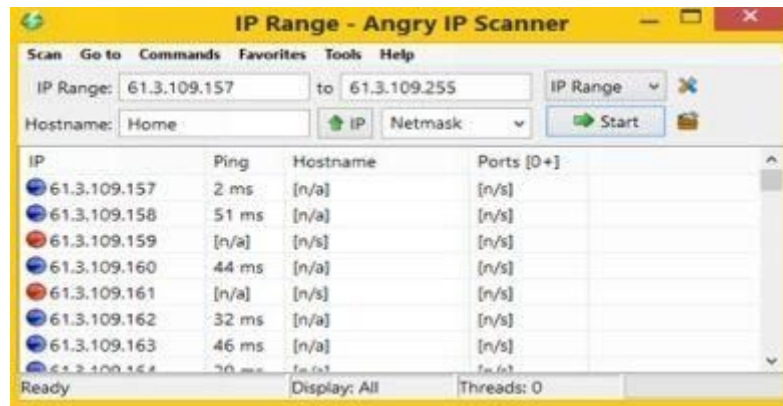 IP Range - Angry IP Scanner
Scan Go to Commands Favorites Tools Help
IP Range: 61.3.109.157 to 61.3.109.255 IP Range
Hostname: Home IP Netmask Start
IP Ping Hostname Ports [0+]
61.3.109.157 2 ms [n/a] [n/s]
61.3.109.158 51 ms [n/a] [n/s]
61.3.109.159 [n/a] [n/s] [n/s]
61.3.109.160 44 ms [n/a] [n/s]
61.3.109.161 [n/a] [n/s] [n/s]
61.3.109.162 32 ms [n/a] [n/s]
61.3.109.163 46 ms [n/a] [n/s]
61.3.109.164
Ready Display: All Threads: 0